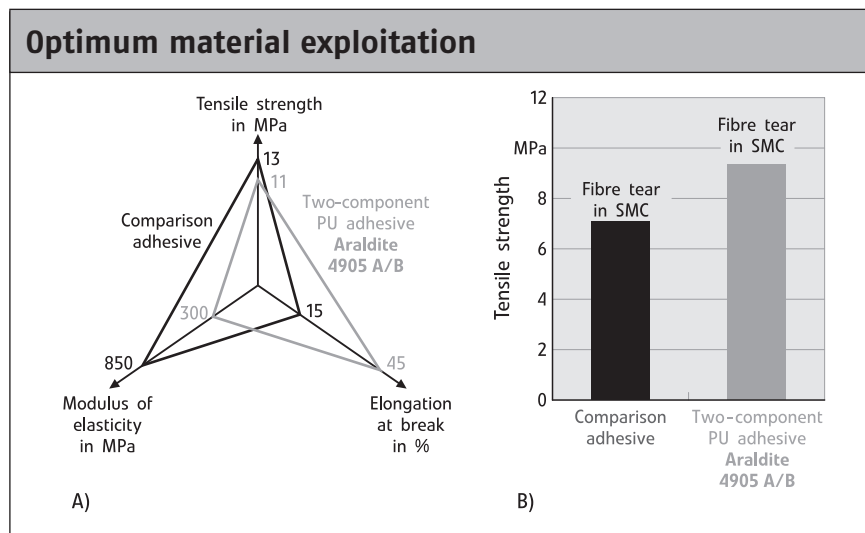 Optimum material exploitation
Tensile strength
in MPa
13
11
Comparison
adhesive
Two-component
PU adhesive
Araldite
4905 A/B
300
15
850
45
Modulus of
elasticity
in MPa
Elongation
at break
in %
A)
12
MPa
8
6
4
2
0
Tensile strength
Fibre tear
in SMC
Fibre tear
in SMC
Comparison
adhesive
Two-component
PU adhesive
Araldite
4905 A/B
B)